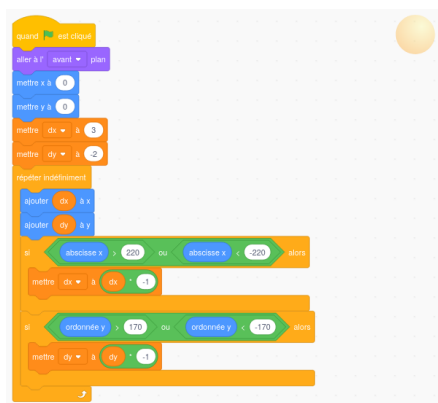 quand est cliqué
aller à l' avant plan
mettre x à 0
mettre y à 0
mettre dx à 3
mettre dy à -2
répéter indéfiniment
ajouter dx à x
ajouter dy à y
si abscisse x > 220 ou abscisse x < -220 alors
mettre dx à dx * -1
si ordonnée y > 170 ou ordonnée y < -170 alors
mettre dy à dy * -1